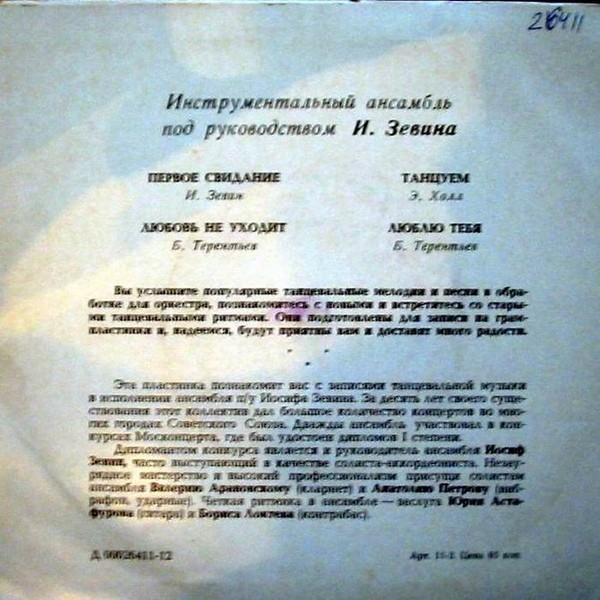 26411
Инструментальный ансамбль
под руководством И. Зевина
ПЕРВОЕ СВИДАНИЕ
И. Зевин
ТАНЦУЕМ
Э. Холл
ЛЮБОВЬ НЕ УХОДИТ
Б. Терентьев
ЛЮБЛЮ ТЕБЯ
Б. Терентьев
Вы услышите популярные танцевальные мелодии и песни в обра-
ботке для оркестра, познакомитесь с новыми и встретитесь со стары-
ми танцевальными ритмами. Они подготовлены для записи на грам-
пластинки и, надеемся, будут приятны вам и доставят много радости.
Эта пластинка познакомит вас с записями танцевальной музыки
в исполнении ансамбля п/у Иосифа Зевина. За десять лет своего суще-
ствования этот коллектив дал большое количество концертов во мно-
гих городах Советского Союза. Дважды ансамбль участвовал в кон-
курсах Москонцерта, где был удостоен дипломов I степени.
Дипломантом конкурса является и руководитель ансамбля Иосиф
Зевин, часто выступающий в качестве солиста-аккордеониста. Незау-
рядное мастерство и высокий профессионализм присущи солистам
ансамбля Валерию (кларнет) и Анатолию Петрову (виб-
рафон, ударные). Четкая ритмика в ансамбле — заслуга Юрия Аста-
фурова (гитара) и Бориса (контрабас).
Д 00026411-12
Арт. 11-2. Цена 65 коп.